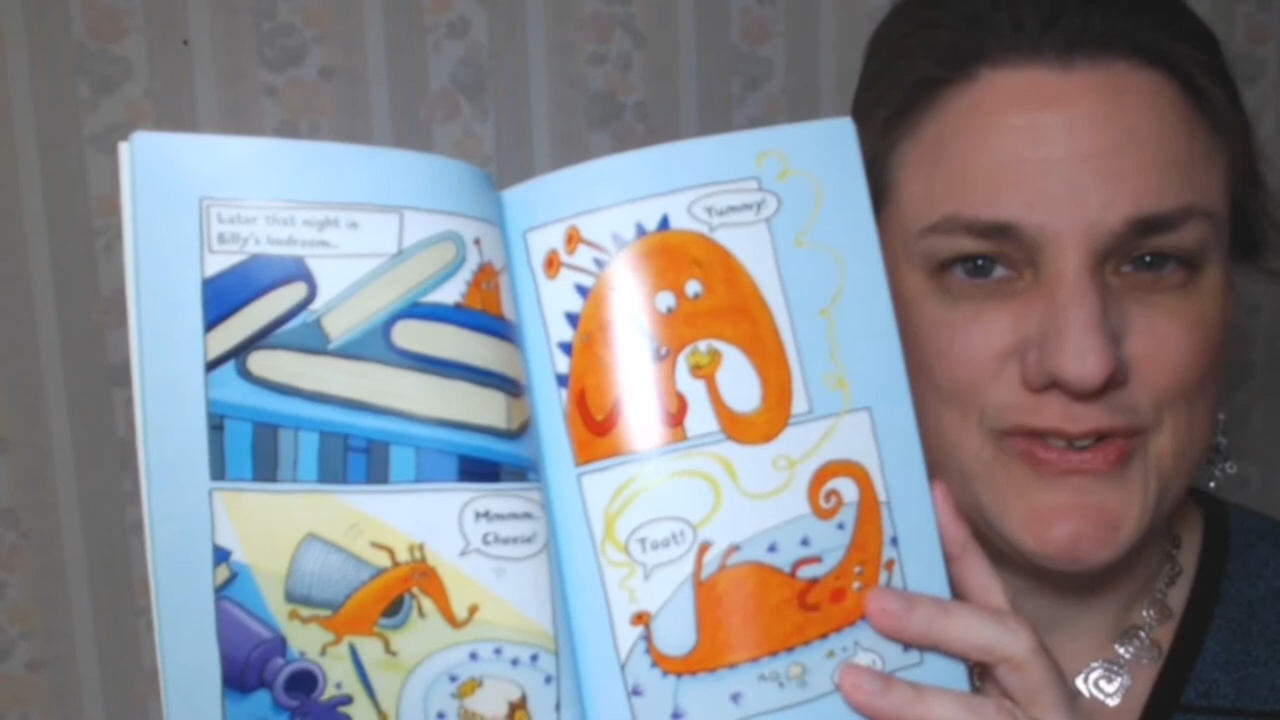 Later that night in
Billy's bedroom..
Mmmm.
Cheese!
Yummy!
Toot!